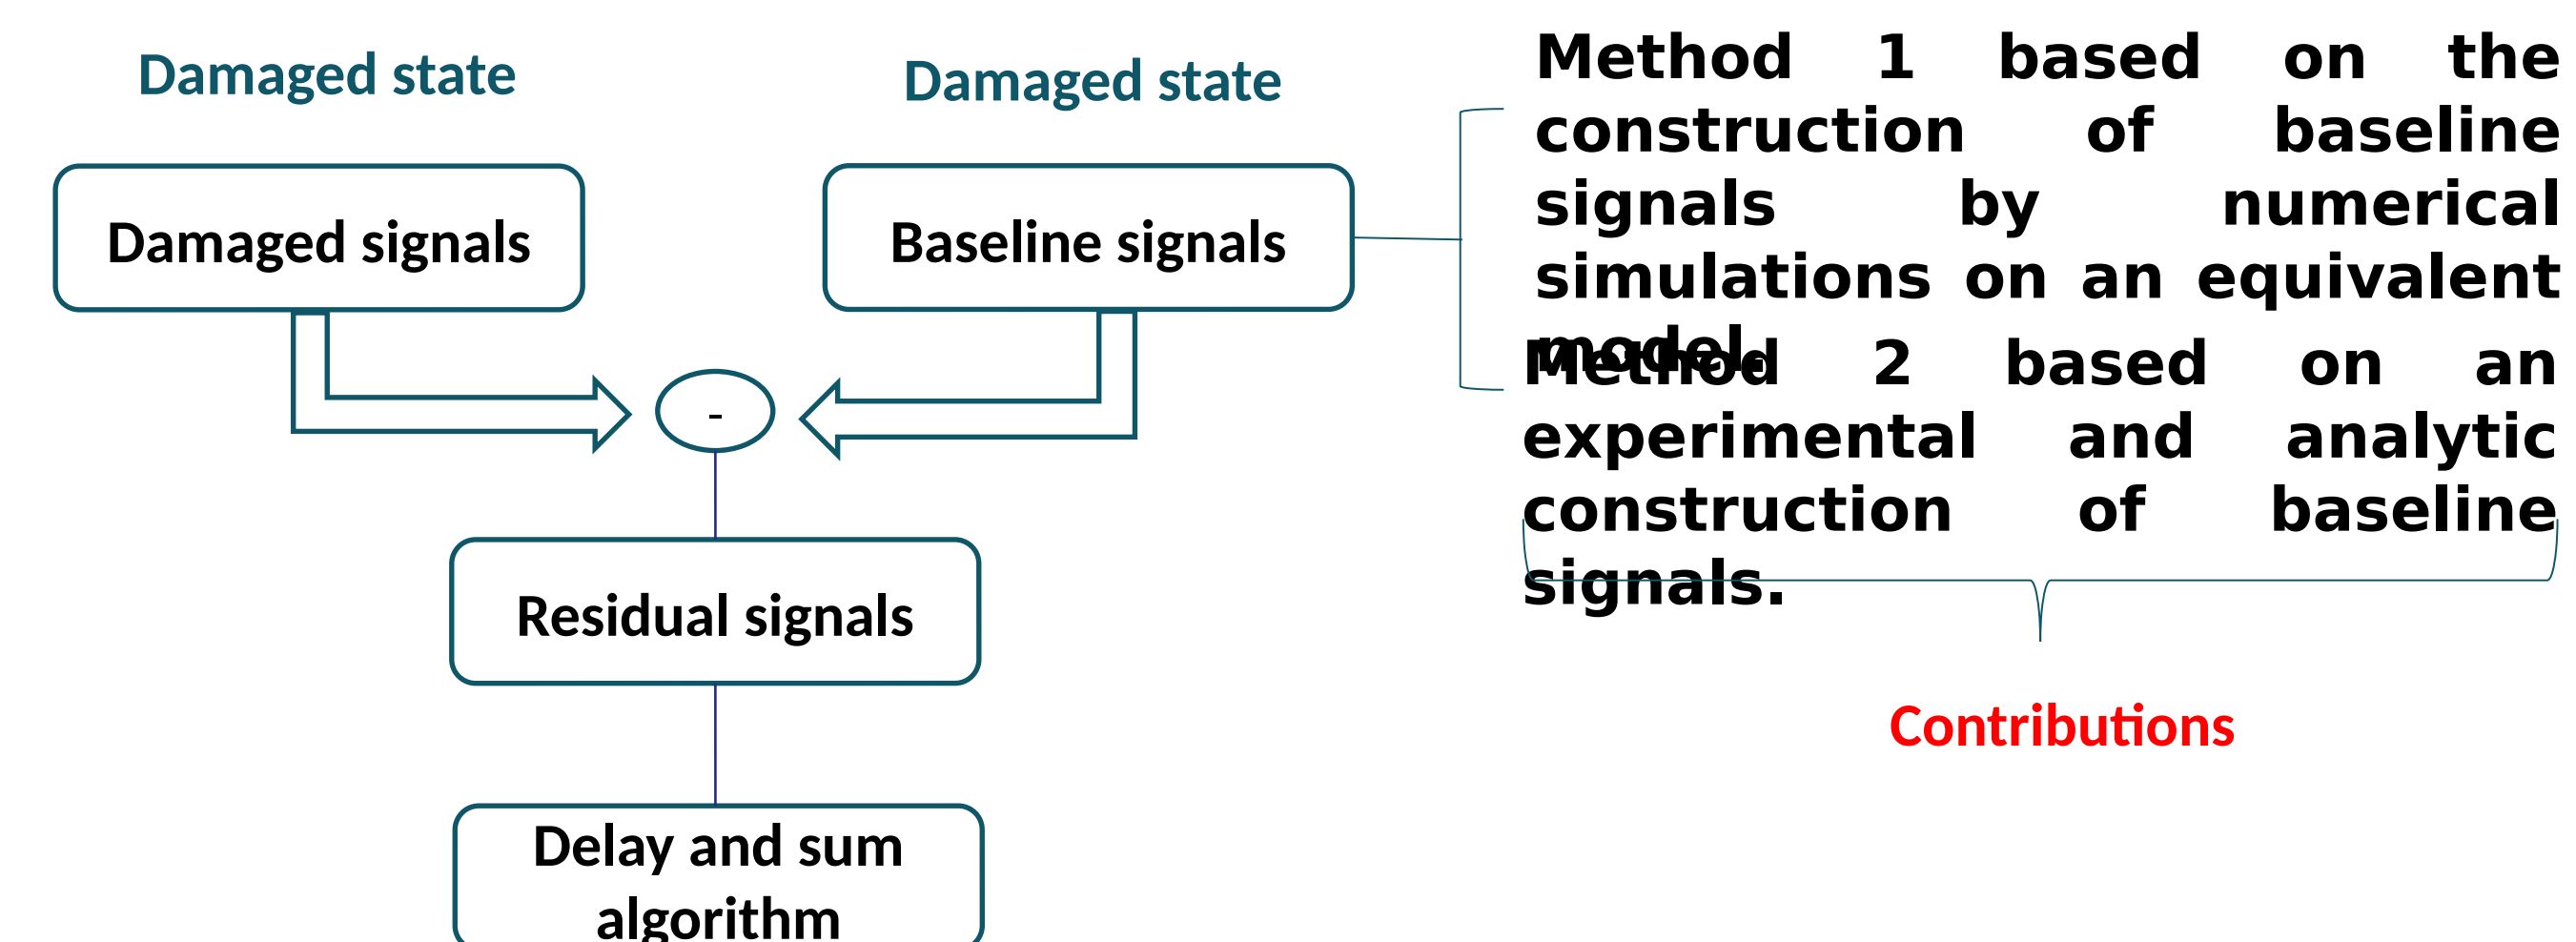 Damaged state
Damaged state
Damaged signals
Baseline signals
-
Residual signals
Delay and sum
algorithm
Method 1 based on the
construction of baseline
signals by numerical
simulations on an equivalent
model.
Method 2 based on an
experimental and analytic
construction of baseline
signals.
Contributions